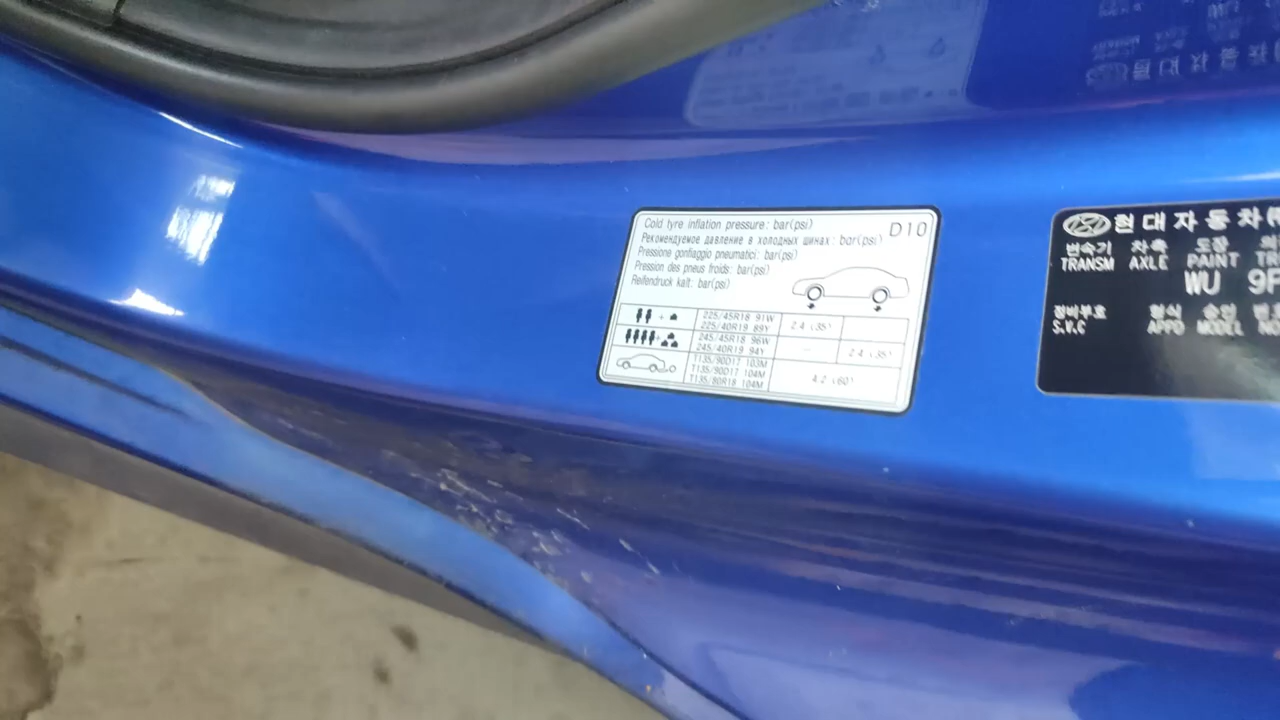 Cold tyre inflation pressure: bar(psi)
D10
Рекомендуемое давление в холодных шинах: bar(psi)
Pressione gonfiaggio pneumatici: bar(psi)
Pression des pneus froids: bar(psi)
Reifendruck kalt: bar(psi)
225/45R18 91W
225/40R19 89Y
2.4 (35)
245/45R18 96W
245/40R19 94Y
2.4 (35)
T135/90D17 103M
T135/90D17 104M
T135/80R18 104M
4.2 (60)
현대자동차(
변속기 차축 도장
TRANSM AXLE PAINT
WU 9F
정비부호 형식 승인
S.V.C APPD MODEL